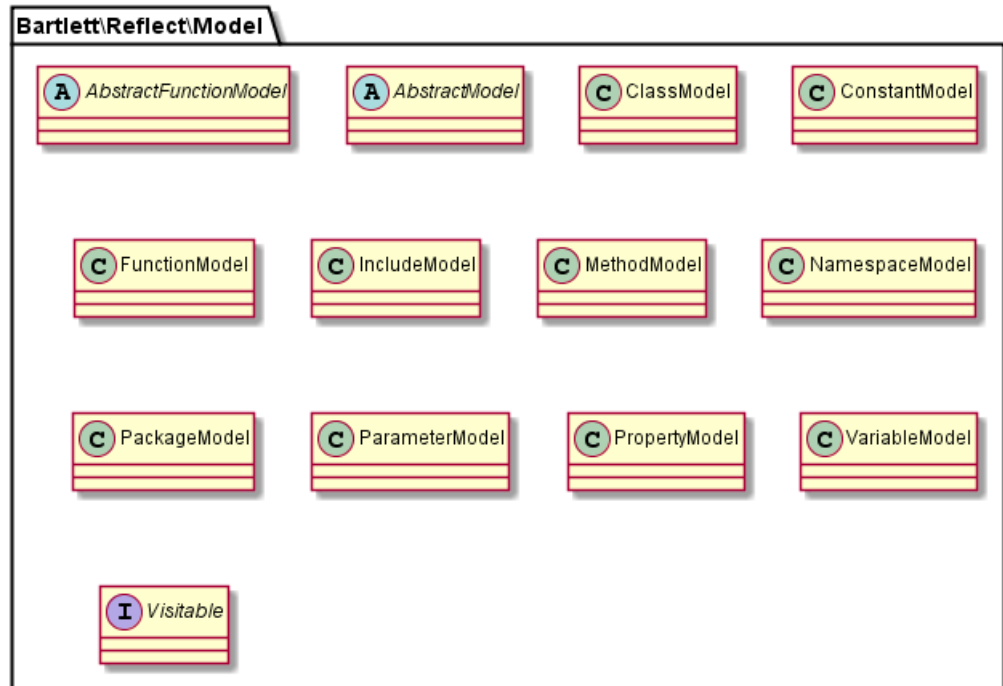 Bartlett\Reflect\Model
A AbstractFunctionModel
A AbstractModel
C ClassModel
C ConstantModel
C FunctionModel
C IncludeModel
C MethodModel
C NamespaceModel
C PackageModel
C ParameterModel
C PropertyModel
C VariableModel
I Visitable